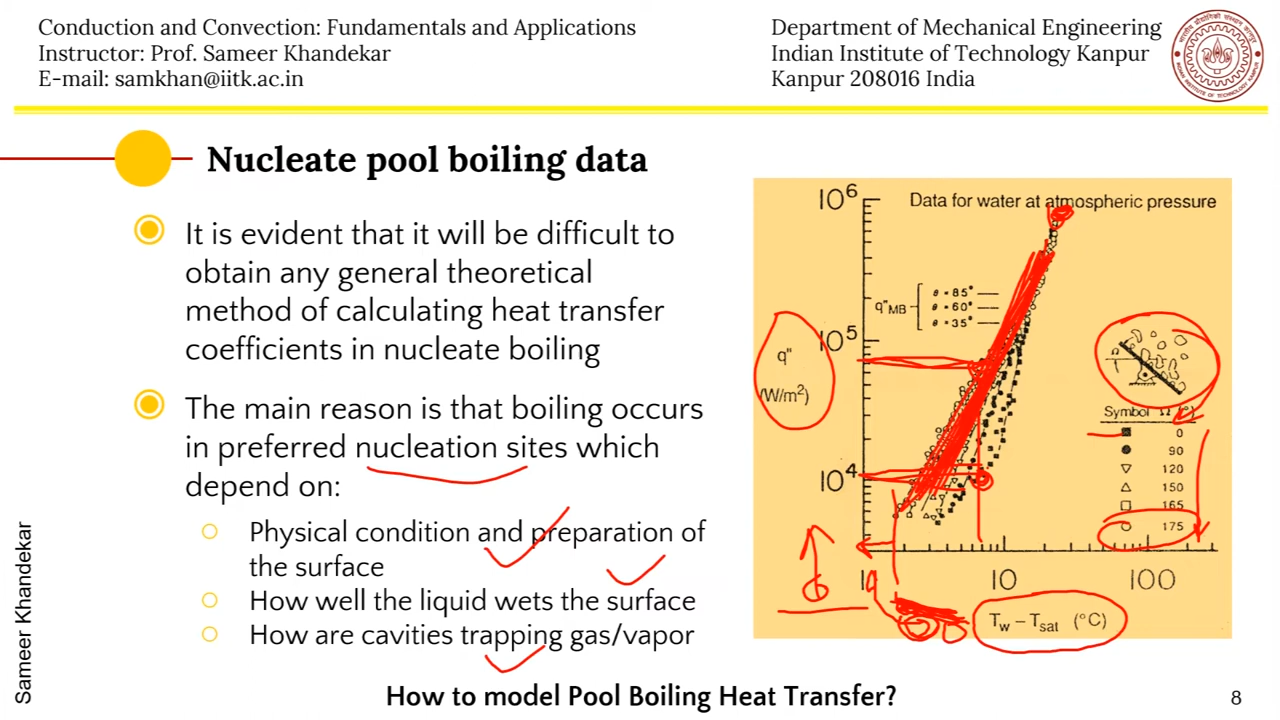 Conduction and Convection: Fundamentals and Applications
Instructor: Prof. Sameer Khandekar
E-mail: samkhan@iitk.ac.in
Department of Mechanical Engineering
Indian Institute of Technology Kanpur
Kanpur 208016 India
Nucleate pool boiling data
It is evident that it will be difficult to
obtain any general theoretical
method of calculating heat transfer
coefficients in nucleate boiling
The main reason is that boiling occurs
in preferred nucleation sites which
depend on:
Physical condition and preparation of
the surface
How well the liquid wets the surface
How are cavities trapping gas/vapor
Data for water at atmospheric pressure
10⁶
q"MB
θ = 85°
θ = 60°
θ = 35°
10⁵
q"
(W/m²)
10⁴
Ω
Symbol Ω (°)
0
90
120
150
165
175
1
10
100
Tw – Tsat (°C)
Sameer Khandekar
How to model Pool Boiling Heat Transfer?
8